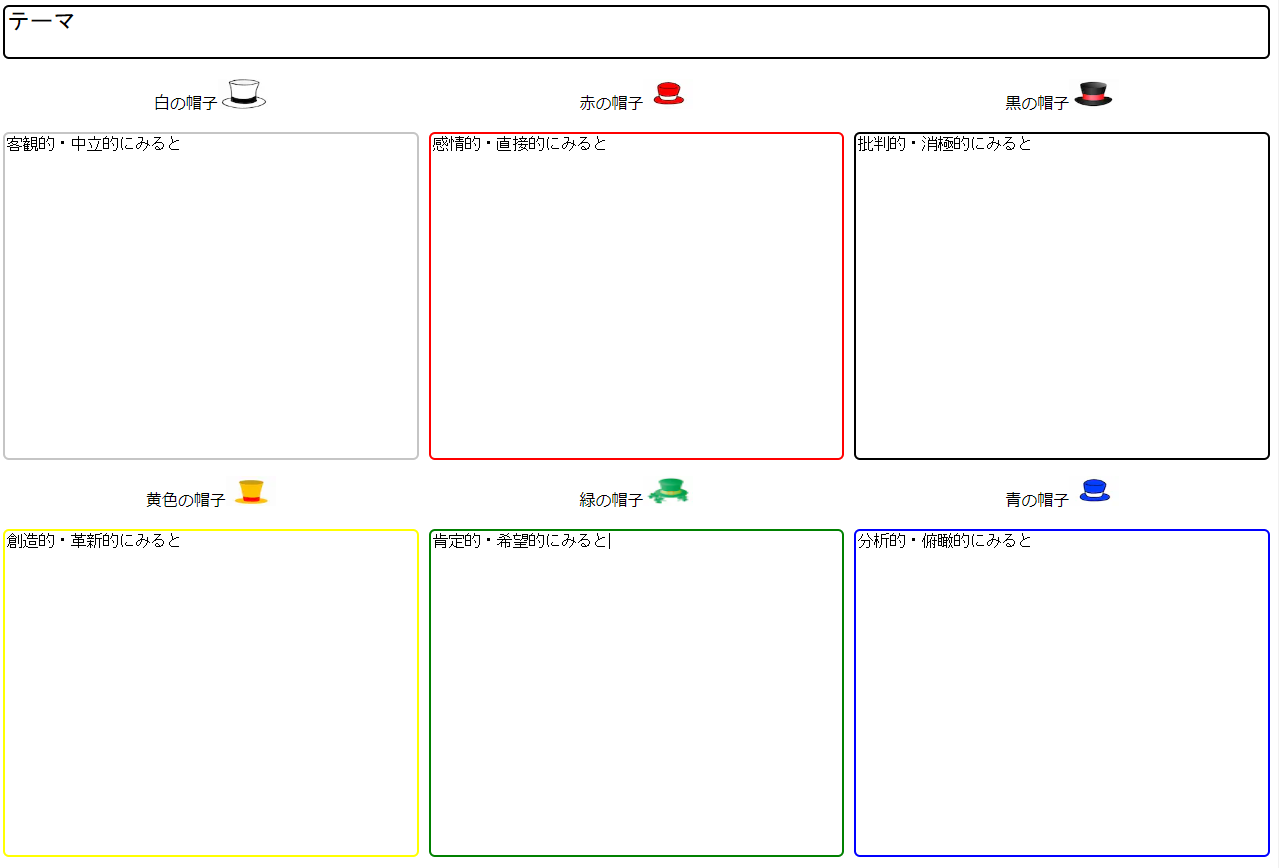 テーマ
白の帽子
赤の帽子
黒の帽子
客観的・中立的にみると
感情的・直接的にみると
批判的・消極的にみると
黄色の帽子
緑の帽子
青の帽子
創造的・革新的にみると
肯定的・希望的にみると
分析的・俯瞰的にみると